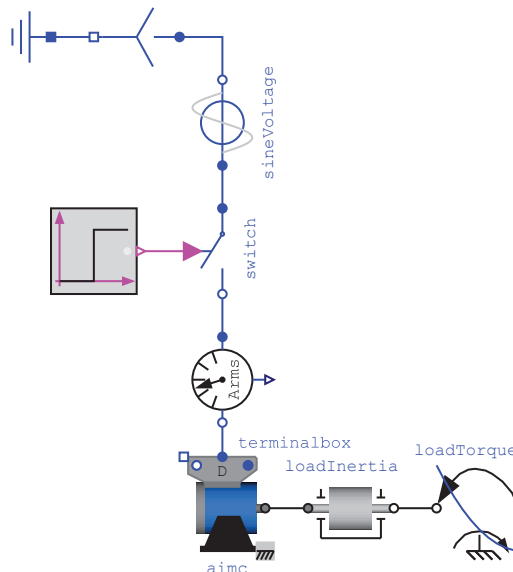 sineVoltage
switch
Arms
terminalbox
D
loadInertia
loadTorque
aimc